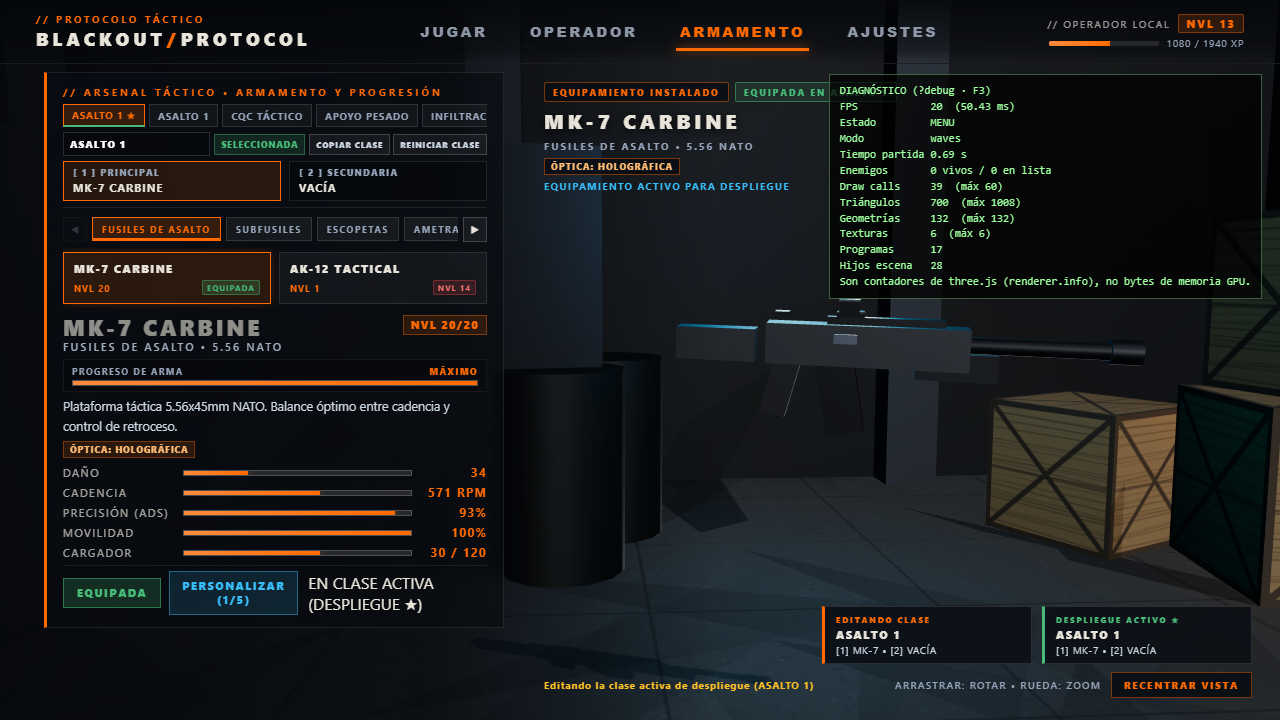 // PROTOCOLO TÁCTICO
BLACKOUT/PROTOCOL
JUGAR
OPERADOR
ARMAMENTO
AJUSTES
// OPERADOR LOCAL
NVL 13
1080 / 1940 XP
// ARSENAL TÁCTICO • ARMAMENTO Y PROGRESIÓN
ASALTO 1 ★
ASALTO 1
CQC TÁCTICO
APOYO PESADO
INFILTRAC
ASALTO 1
SELECCIONADA
COPIAR CLASE
REINICIAR CLASE
[ 1 ] PRINCIPAL
MK-7 CARBINE
[ 2 ] SECUNDARIA
VACÍA
◀
FUSILES DE ASALTO
SUBFUSILES
ESCOPETAS
AMETRA
▶
MK-7 CARBINE
NVL 20
EQUIPADA
AK-12 TACTICAL
NVL 1
NVL 14
MK-7 CARBINE
NVL 20/20
FUSILES DE ASALTO • 5.56 NATO
PROGRESO DE ARMA
MÁXIMO
Plataforma táctica 5.56x45mm NATO. Balance óptimo entre cadencia y
control de retroceso.
ÓPTICA: HOLOGRÁFICA
DAÑO 34
CADENCIA 571 RPM
PRECISIÓN (ADS) 93%
MOVILIDAD 100%
CARGADOR 30 / 120
EQUIPADA
PERSONALIZAR
(1/5)
EN CLASE ACTIVA
(DESPLIEGUE ★)
EQUIPAMIENTO INSTALADO
EQUIPADA EN A
MK-7 CARBINE
FUSILES DE ASALTO • 5.56 NATO
ÓPTICA: HOLOGRÁFICA
EQUIPAMIENTO ACTIVO PARA DESPLIEGUE
DIAGNÓSTICO (?debug · F3)
FPS 20 (50.43 ms)
Estado MENU
Modo waves
Tiempo partida 0.69 s
Enemigos 0 vivos / 0 en lista
Draw calls 39 (máx 60)
Triángulos 700 (máx 1008)
Geometrías 132 (máx 132)
Texturas 6 (máx 6)
Programas 17
Hijos escena 28
Son contadores de three.js (renderer.info), no bytes de memoria GPU.
EDITANDO CLASE
ASALTO 1
[1] MK-7 • [2] VACÍA
DESPLIEGUE ACTIVO ★
ASALTO 1
[1] MK-7 • [2] VACÍA
Editando la clase activa de despliegue (ASALTO 1)
ARRASTRAR: ROTAR • RUEDA: ZOOM
RECENTRAR VISTA